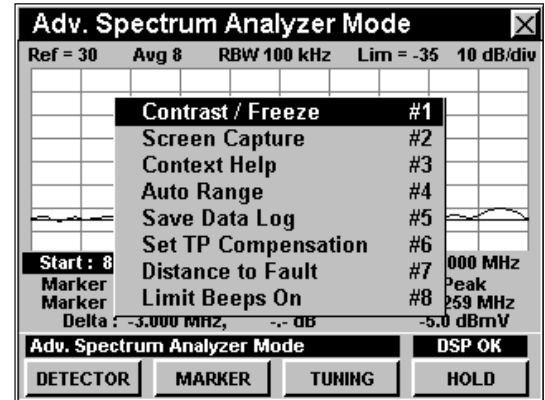 Adv. Spectrum Analyzer Mode
Ref = 30 Avg 8 RBW 100 kHz Lim = -35 10 dB/div
Contrast / Freeze #1
Screen Capture #2
Context Help #3
Auto Range #4
Save Data Log #5
Set TP Compensation #6
Distance to Fault #7
Limit Beeps On #8
Start : 8 000 MHz
Marker Peak
Marker 259 MHz
Delta : -3.000 MHz, -.- dB -5.0 dBmV
Adv. Spectrum Analyzer Mode DSP OK
DETECTOR MARKER TUNING HOLD